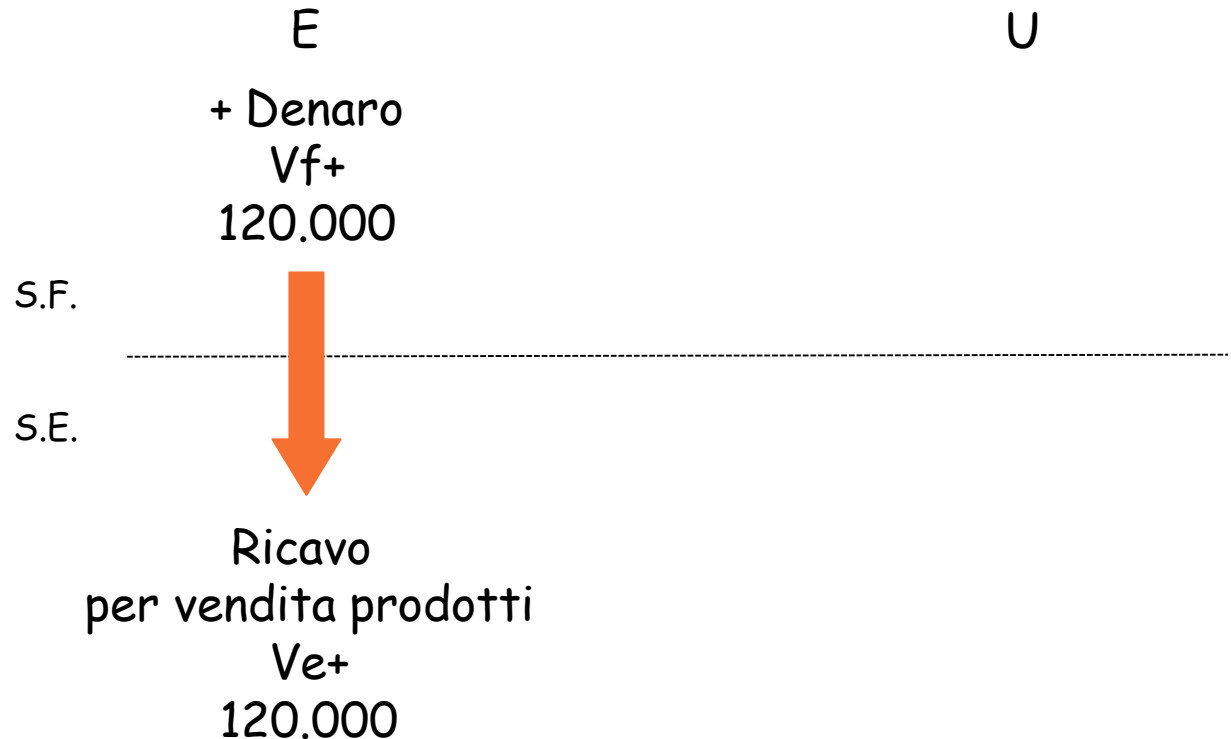 E
U
+ Denaro
Vf+
120.000
S.F.
S.E.
Ricavo
per vendita prodotti
Ve+
120.000